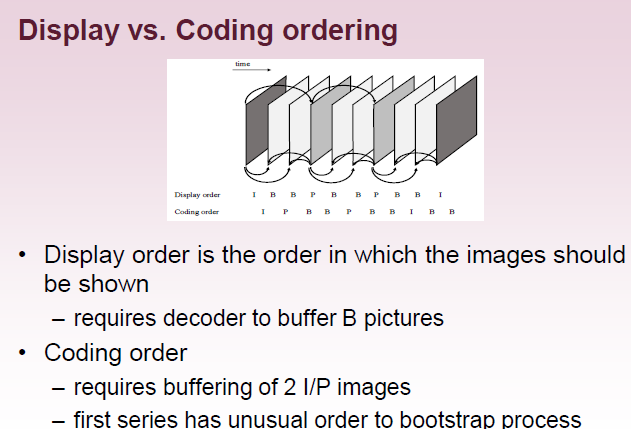 Display vs. Coding ordering
time
Display order I B B P B B P B B I
Coding order I P B B P B B I B B
• Display order is the order in which the images should
be shown
– requires decoder to buffer B pictures
• Coding order
– requires buffering of 2 I/P images
– first series has unusual order to bootstrap process